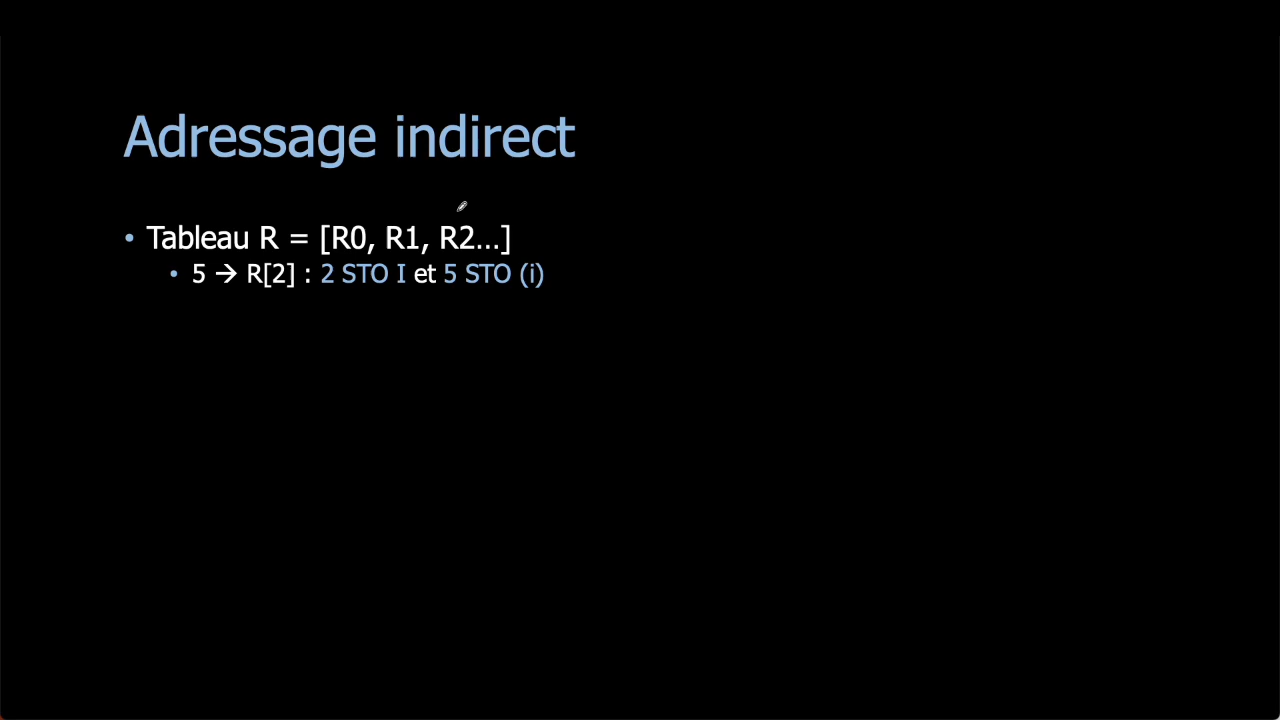 Adressage indirect
• Tableau R = [R0, R1, R2...]
• 5 → R[2] : 2 STO I et 5 STO (i)